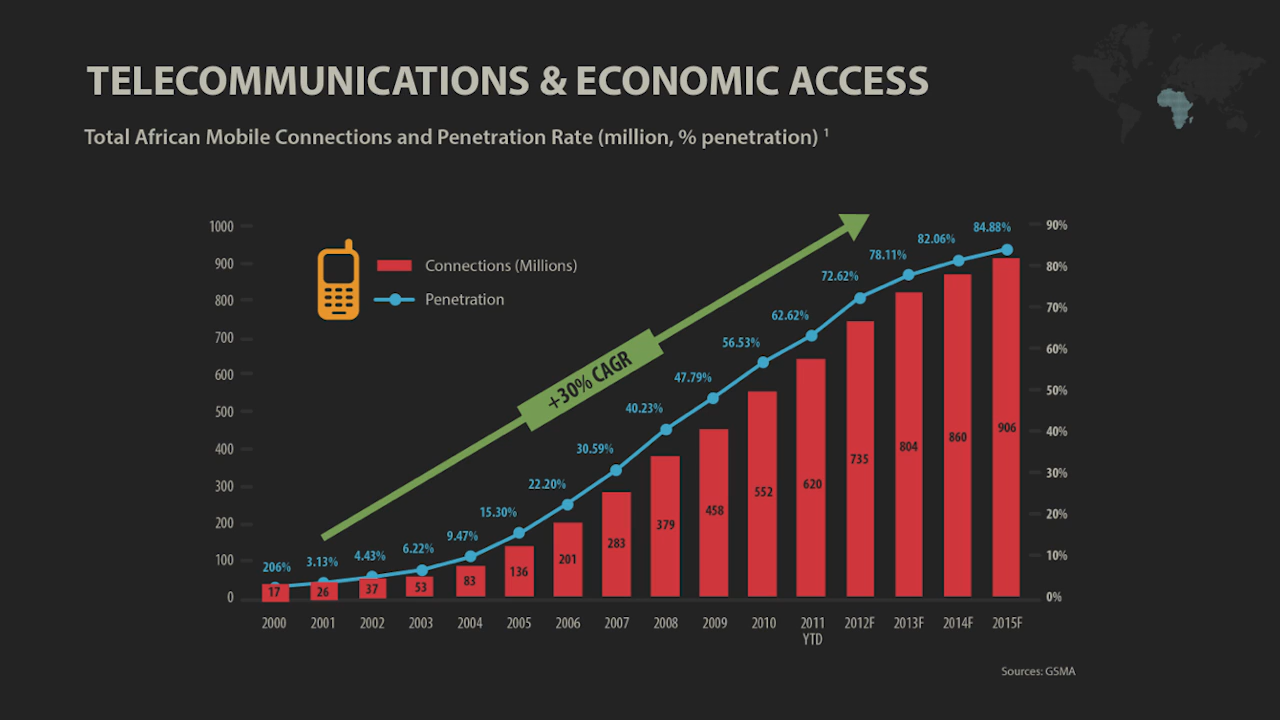 TELECOMMUNICATIONS & ECONOMIC ACCESS
Total African Mobile Connections and Penetration Rate (million, % penetration) 1
Connections (Millions)
Penetration
+30% CAGR
1000
900
800
700
600
500
400
300
200
100
0
90%
80%
70%
60%
50%
40%
30%
20%
10%
0%
206% 3.13% 4.43% 6.22% 9.47% 15.30% 22.20% 30.59% 40.23% 47.79% 56.53% 62.62% 72.62% 78.11% 82.06% 84.88%
17 26 37 53 83 136 201 283 379 458 552 620 735 804 860 906
2000 2001 2002 2003 2004 2005 2006 2007 2008 2009 2010 2011 2012F 2013F 2014F 2015F
YTD
Sources: GSMA